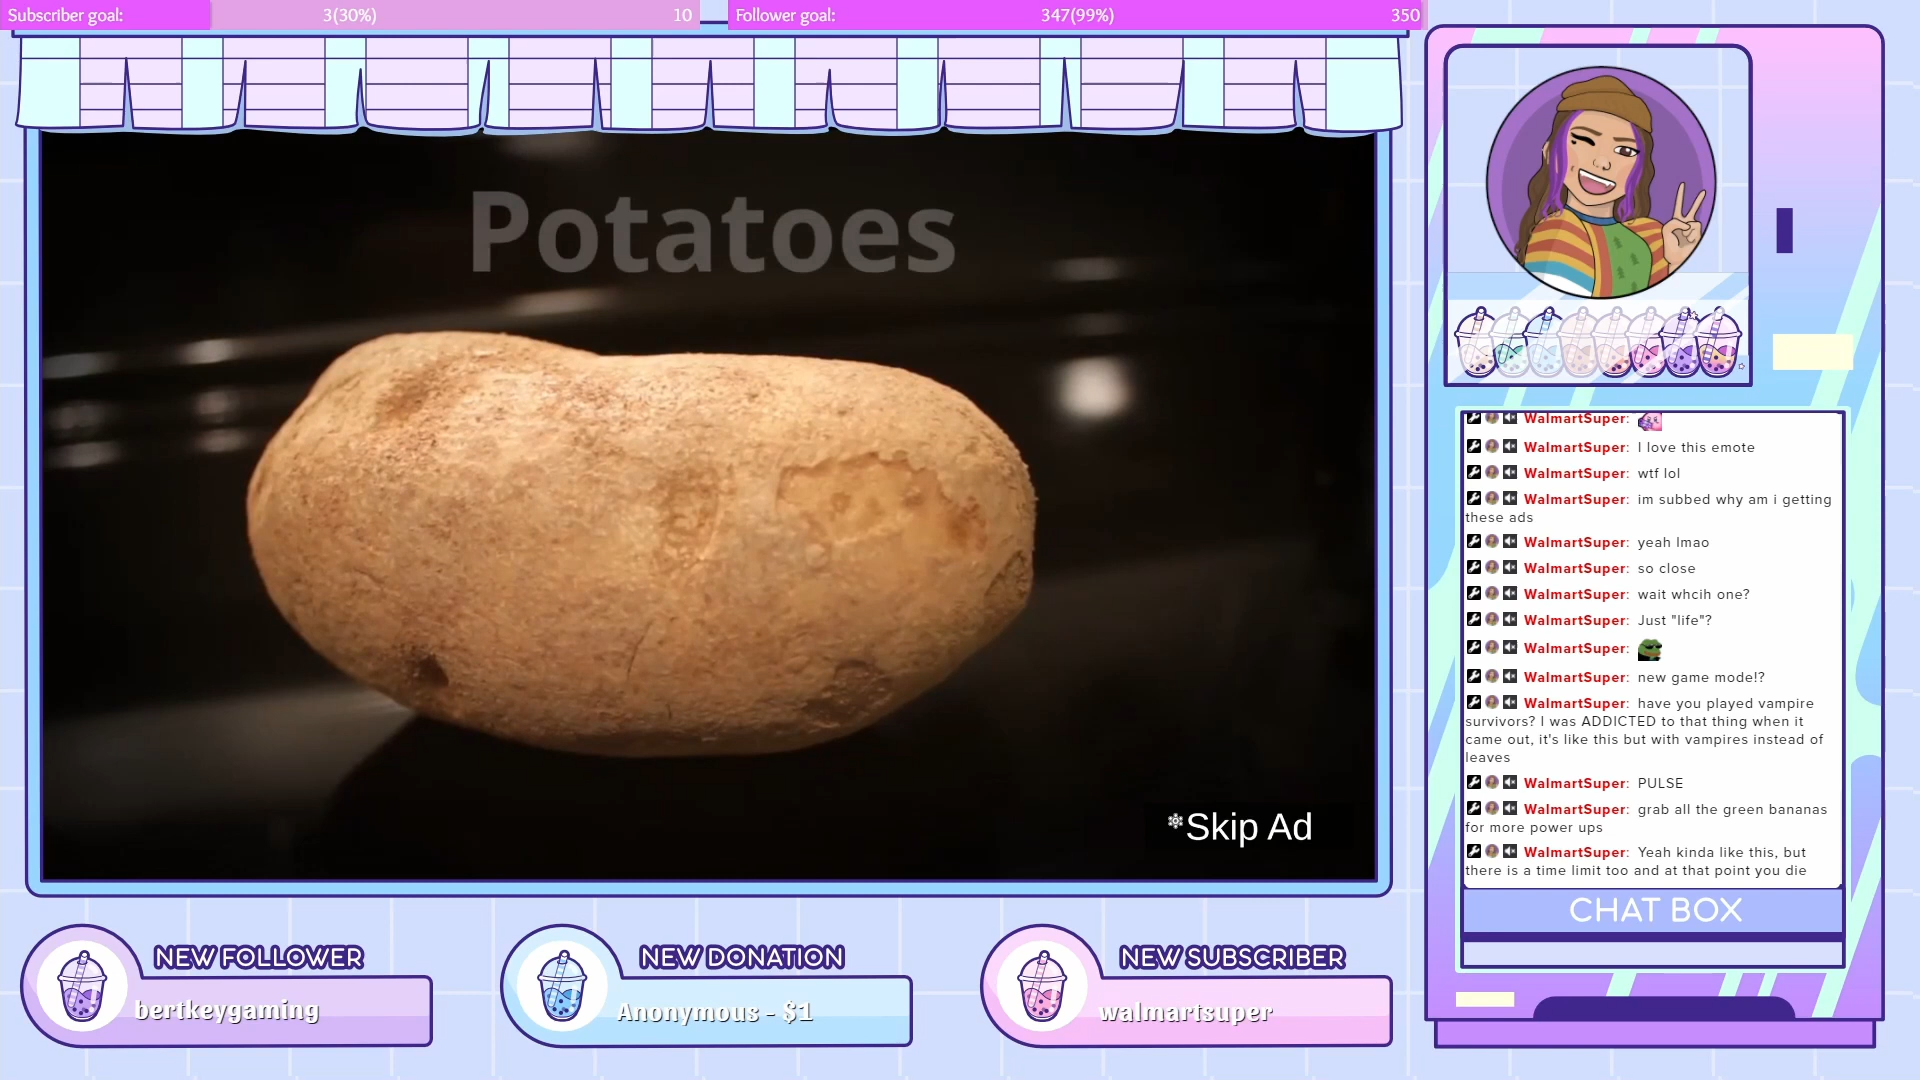 Subscriber goal: 3(30%) 10
Follower goal: 347(99%) 350
Potatoes
*Skip Ad
WalmartSuper:
WalmartSuper: I love this emote
WalmartSuper: wtf lol
WalmartSuper: im subbed why am i getting
these ads
WalmartSuper: yeah lmao
WalmartSuper: so close
WalmartSuper: wait whcih one?
WalmartSuper: Just "life"?
WalmartSuper:
WalmartSuper: new game mode!?
WalmartSuper: have you played vampire
survivors? I was ADDICTED to that thing when it
came out, it's like this but with vampires instead of
leaves
WalmartSuper: PULSE
WalmartSuper: grab all the green bananas
for more power ups
WalmartSuper: Yeah kinda like this, but
there is a time limit too and at that point you die
CHAT BOX
NEW FOLLOWER
bertkeygaming
NEW DONATION
Anonymous - $1
NEW SUBSCRIBER
walmartsuper